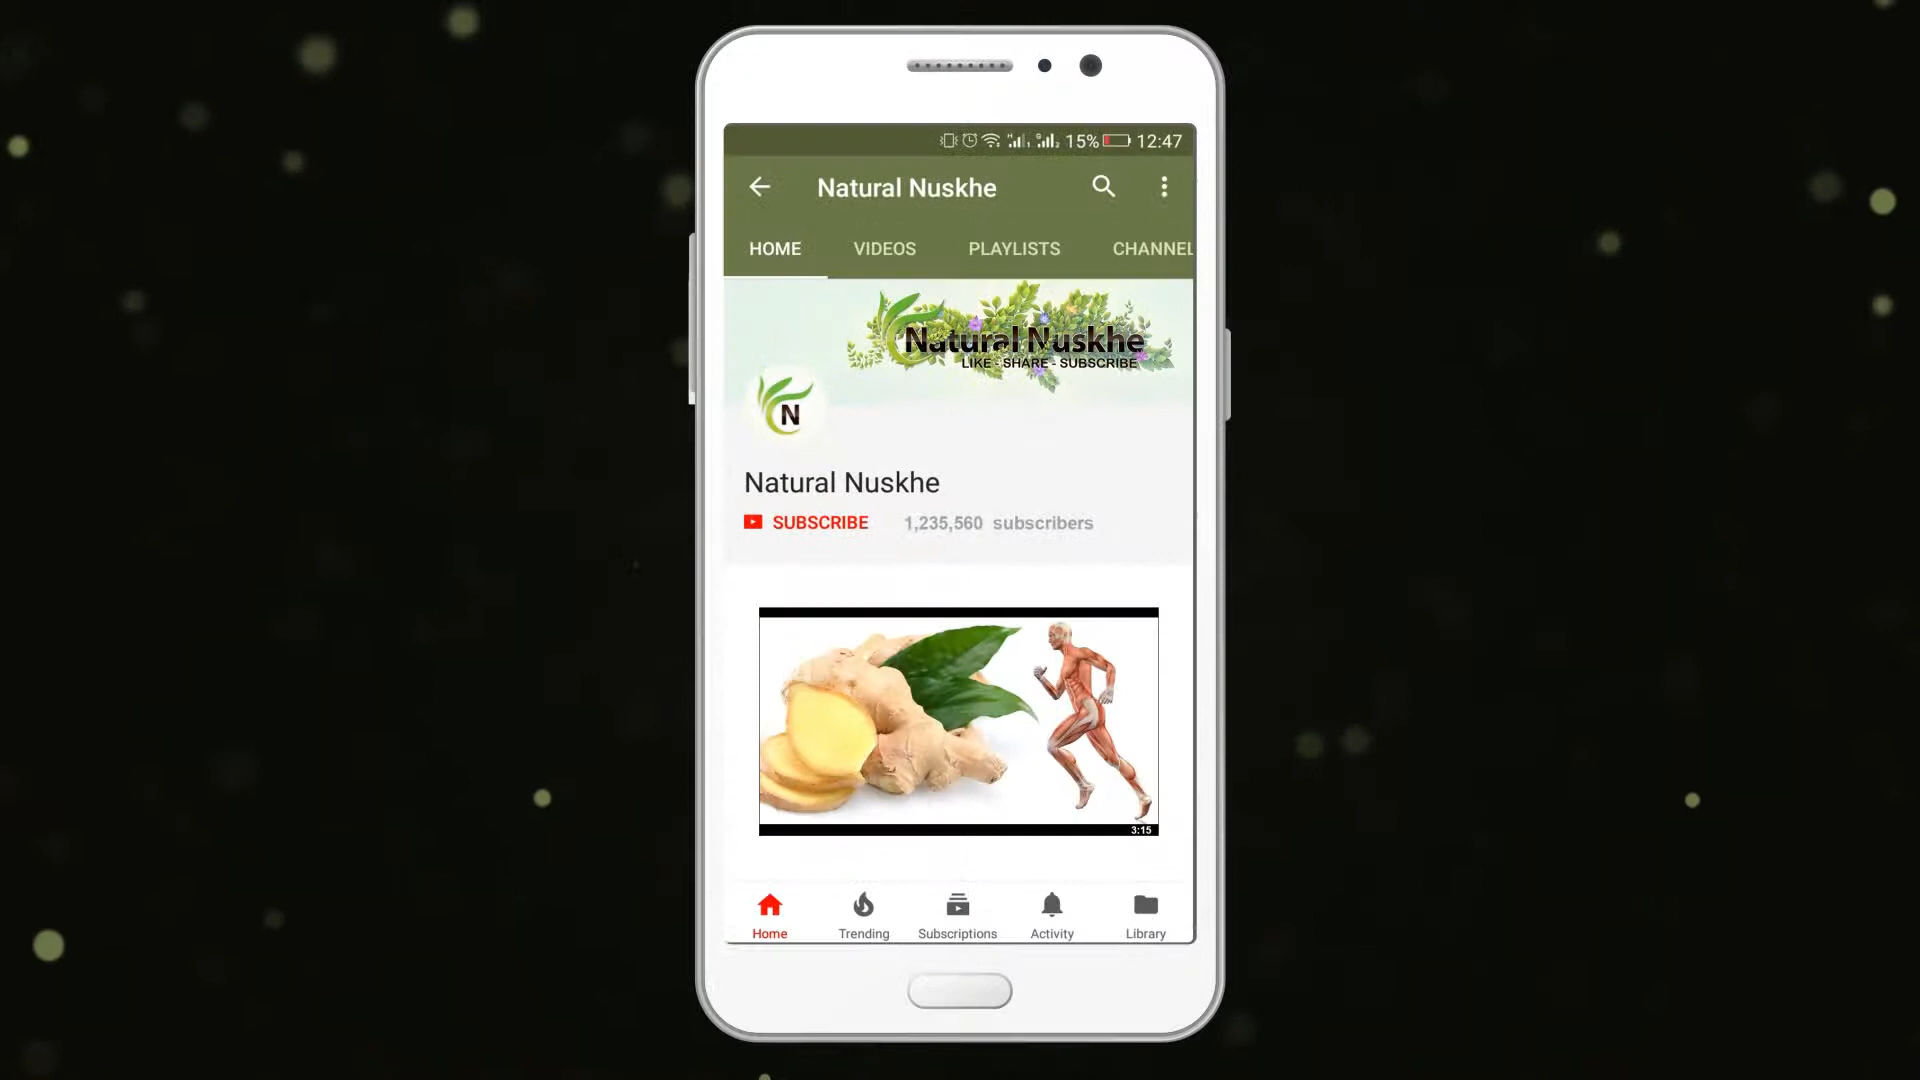 15% 12:47
Natural Nuskhe
HOME VIDEOS PLAYLISTS CHANNEL
Natural Nuskhe
LIKE - SHARE - SUBSCRIBE
N
Natural Nuskhe
SUBSCRIBE 1,235,560 subscribers
3:15
Home Trending Subscriptions Activity Library